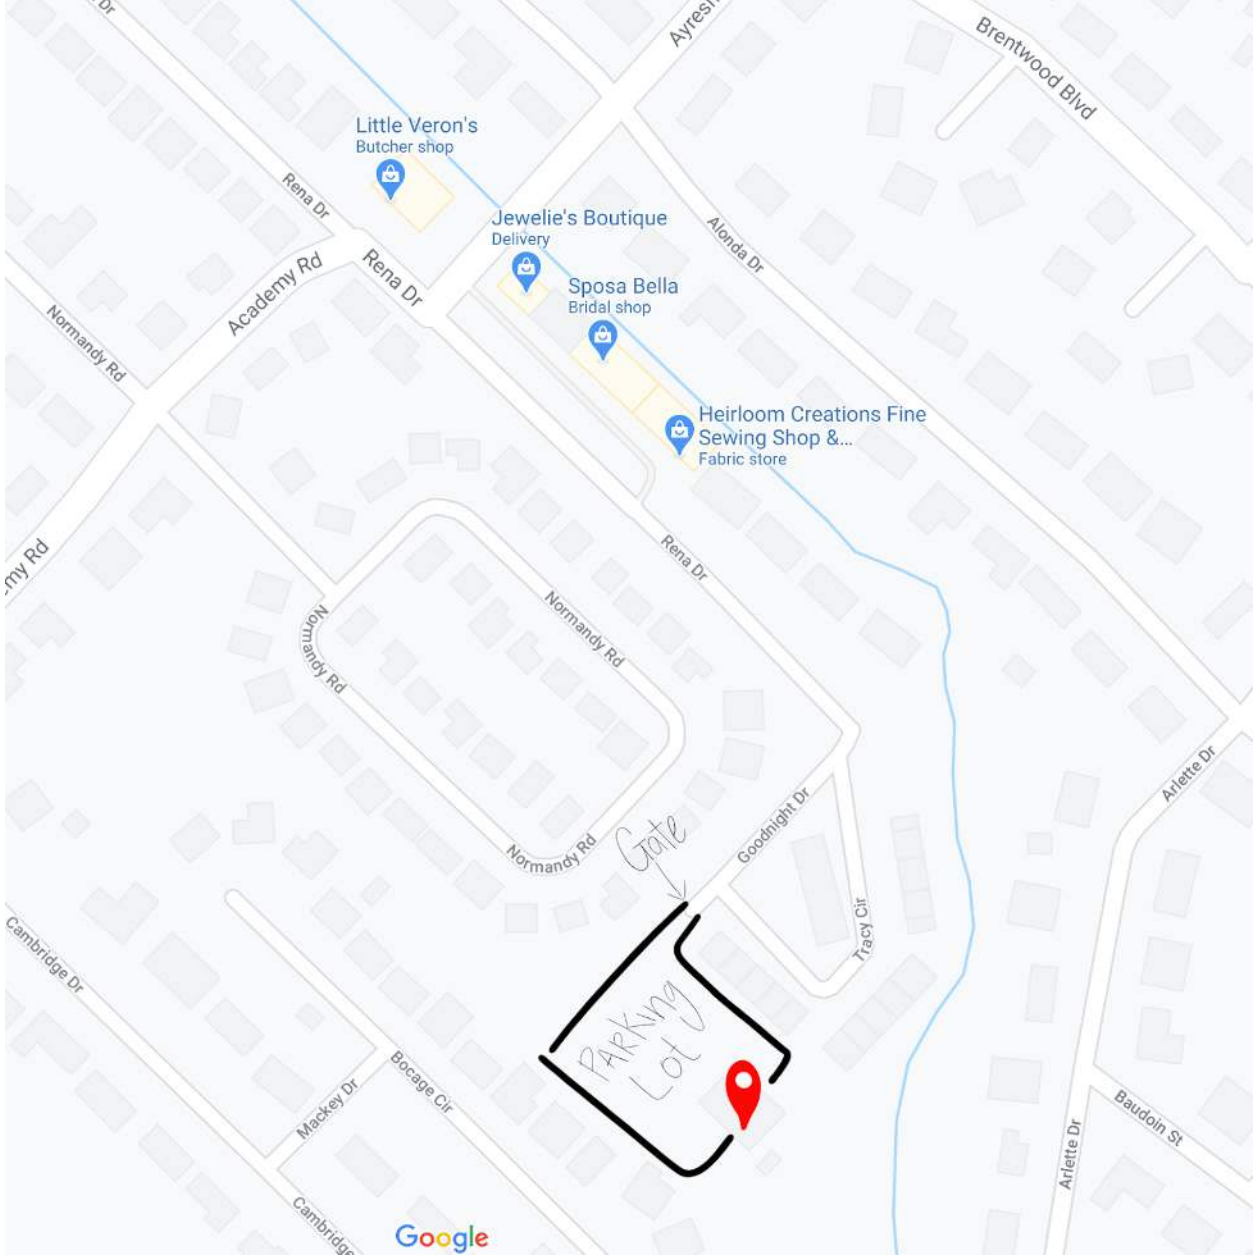 Dr
Ayresh
Brentwood Blvd
Little Veron's
Butcher shop
Rena Dr
Jewelie's Boutique
Delivery
Alonda Dr
Academy Rd
Rena Dr
Sposa Bella
Bridal shop
Normandy Rd
Heirloom Creations Fine
Sewing Shop &...
Fabric store
my Rd
Rena Dr
Normandy Rd
Normandy Rd
Arlette Dr
Goodnight Dr
Gate
Normandy Rd
Tracy Cir
Cambridge Dr
PARKING
Lot
Bocage Cir
Mackey Dr
Baudoin St
Arlette Dr
Cambridge
Google